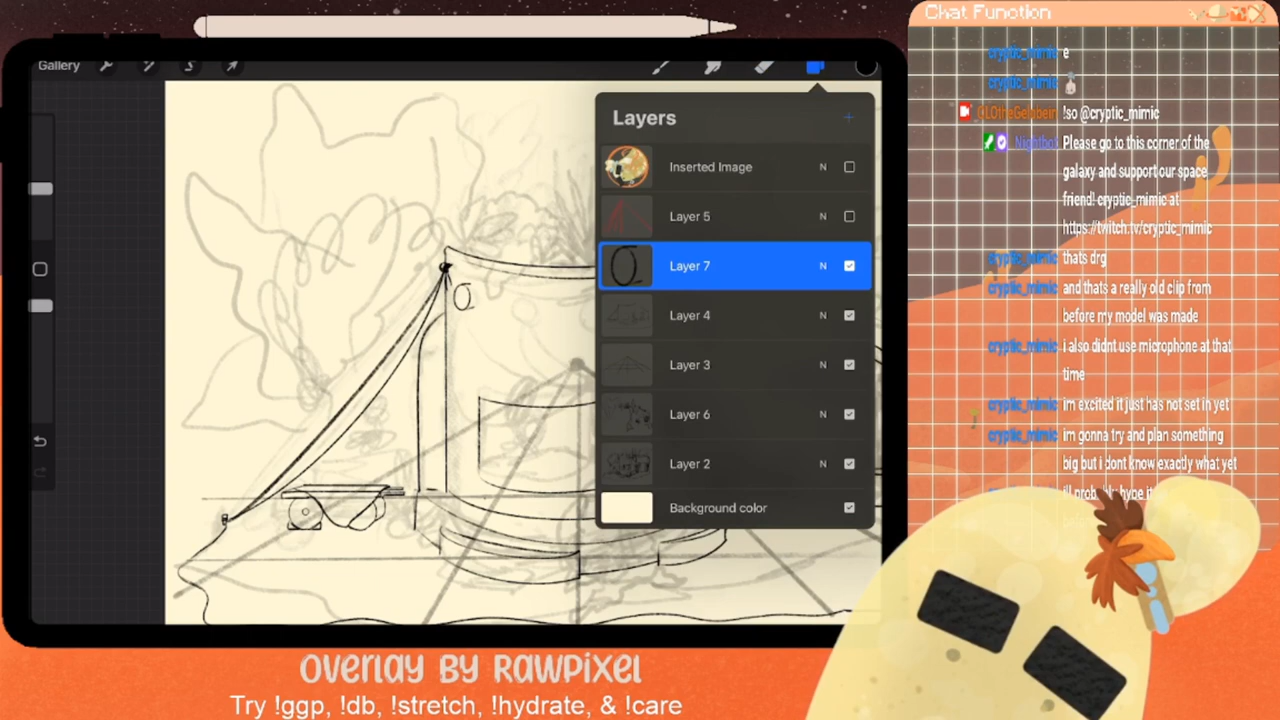 Chat Function
Gallery
Layers
Inserted Image N
Layer 5 N
Layer 7 N
Layer 4 N
Layer 3 N
Layer 6 N
Layer 2 N
Background color
cryptic_mimic e
cryptic_mimic
!so @cryptic_mimic
Nightbot Please go to this corner of the
galaxy and support our space
friend! cryptic_mimic at
https://twitch.tv/cryptic_mimic
cryptic_mimic thats drg
cryptic_mimic and thats a really old clip from
before my model was made
cryptic_mimic i also didnt use microphone at that
time
cryptic_mimic im excited it just has not set in yet
cryptic_mimic im gonna try and plan something
big but i dont know exactly what yet
OVERLAY BY RAWPIXEL
Try !ggp, !db, !stretch, !hydrate, & !care